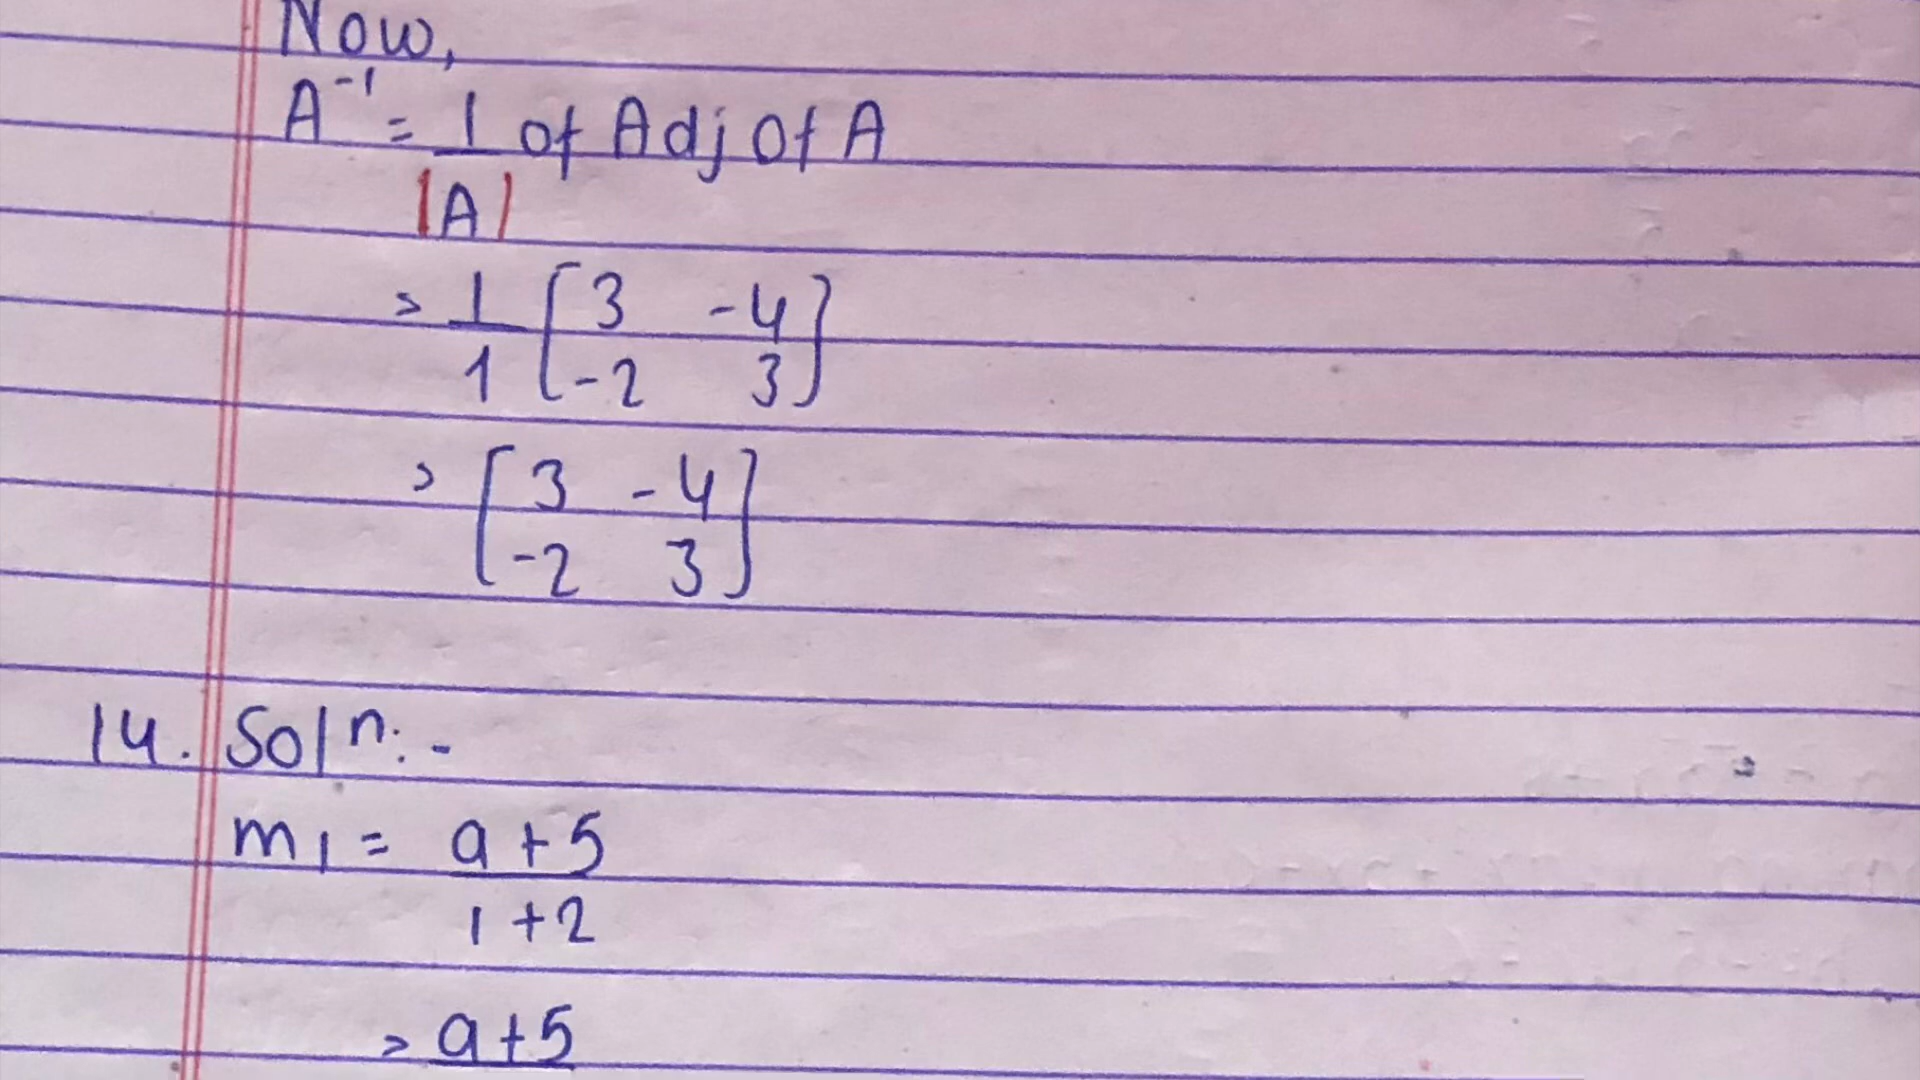 Now,
A⁻¹ = 1 of Adj Of A
|A|
> 1 [ 3 -4 ]
1 [ -2 3 ]
> [ 3 -4 ]
[ -2 3 ]
14. Solⁿ: -
m1 = a + 5
1 + 2
> a + 5